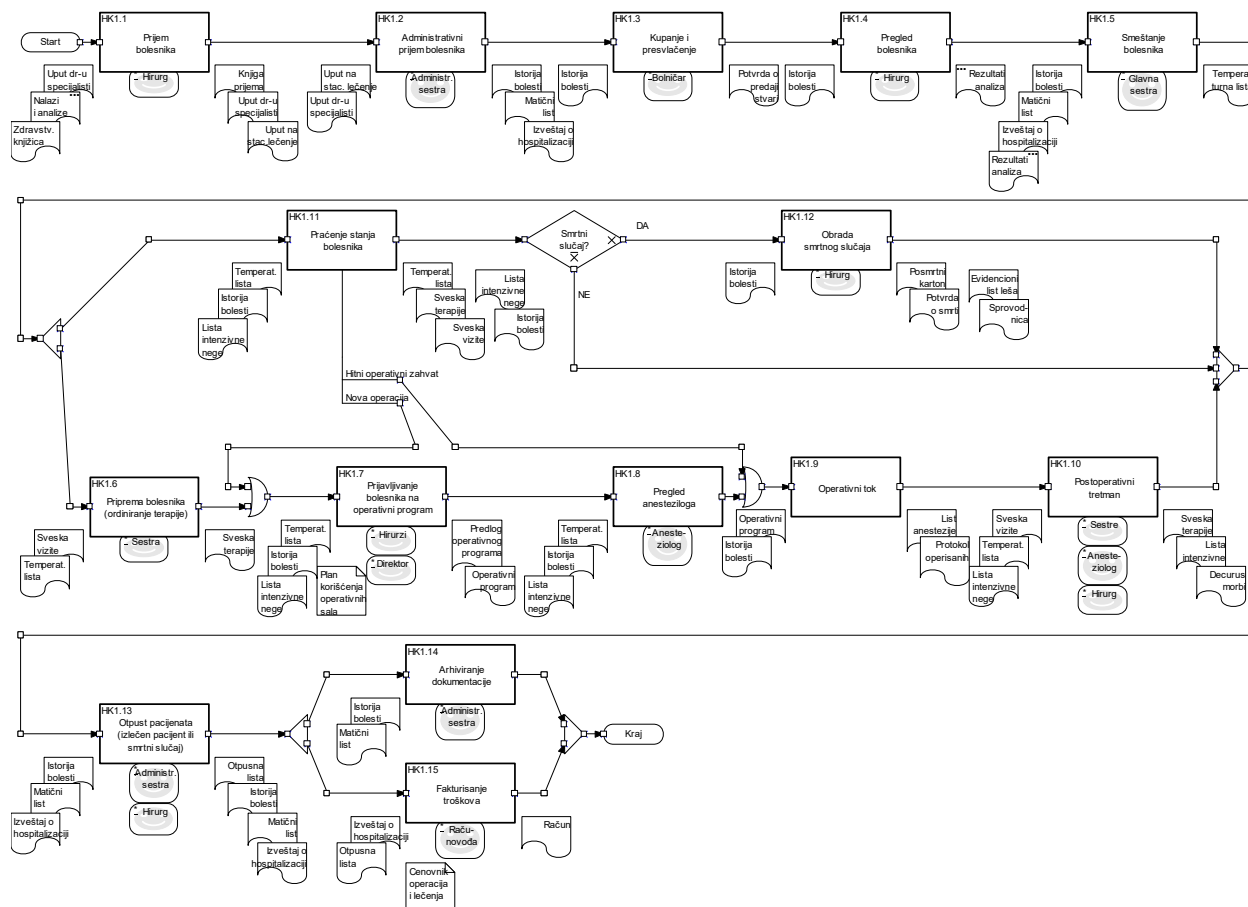 HK1.1
Prijem
bolesnika
HK1.2
Administrativni
prijem bolesnika
HK1.3
Kupanje i
presvlačenje
HK1.4
Pregled
bolesnika
HK1.5
Smeštanje
bolesnika
Start
Uput dr-u
specijalisti
Nalazi
i analize
Zdravstv.
knjižica
Hirurg
Knjiga
prijema
Uput dr-u
specijalisti
Uput na
stac.lečenje
Uput na
stac. lečenje
Uput dr-u
specijalisti
Administr.
sestra
Istorija
bolesti
Matični
list
Izveštaj o
hospitalizaciji
Istorija
bolesti
Bolničar
Potvrda o
predaji
stvari
Istorija
bolesti
Hirurg
Rezultati
analiza
Istorija
bolesti
Matični
list
Izveštaj o
hospitalizaciji
Rezultati
analiza
Glavna
sestra
Tempera-
turna lista
HK1.11
Praćenje stanja
bolesnika
Smrtni
slučaj?
DA
NE
HK1.12
Obrada
smrtnog slučaja
Temperat.
lista
Istorija
bolesti
Lista
intenzivne
nege
Temperat.
lista
Sveska
terapije
Sveska
vizite
Lista
intenzivne
nege
Istorija
bolesti
Istorija
bolesti
Hirurg
Posmrtni
karton
Potvrda
o smrti
Evidencioni
list leša
Sprovod-
nica
Hitni operativni zahvat
Nova operacija
HK1.6
Priprema bolesnika
(ordiniranje terapije)
HK1.7
Prijavljivanje
bolesnika na
operativni program
HK1.8
Pregled
anesteziloga
HK1.9
Operativni tok
HK1.10
Postoperativni
tretman
Sveska
vizite
Temperat.
lista
Sestra
Sveska
terapije
Temperat.
lista
Istorija
bolesti
Lista
intenzivne
nege
Plan
korišćenja
operativnih
sala
Hirurzi
Direktor
Predlog
operativnog
programa
Operativni
program
Temperat.
lista
Istorija
bolesti
Lista
intenzivne
nege
Aneste-
ziolog
Operativni
program
Istorija
bolesti
List
anestezije
Protokol
operisanih
Sveska
vizite
Temperat.
lista
Lista
intenzivne
nege
Sestre
Aneste-
ziolog
Hirurg
Sveska
terapije
Lista
intenzivne
Decurus
morbi
HK1.13
Otpust pacijenata
(izlečen pacijent ili
smrtni slučaj)
HK1.14
Arhiviranje
dokumentacije
HK1.15
Fakturisanje
troškova
Kraj
Istorija
bolesti
Matični
list
Izveštaj o
hospitalizaciji
Administr.
sestra
Hirurg
Otpusna
lista
Istorija
bolesti
Matični
list
Izveštaj o
hospitalizaciji
Istorija
bolesti
Matični
list
Administr.
sestra
Izveštaj o
hospitalizaciji
Otpusna
lista
Raču-
novođa
Račun
Cenovnik
operacija
i lečenja